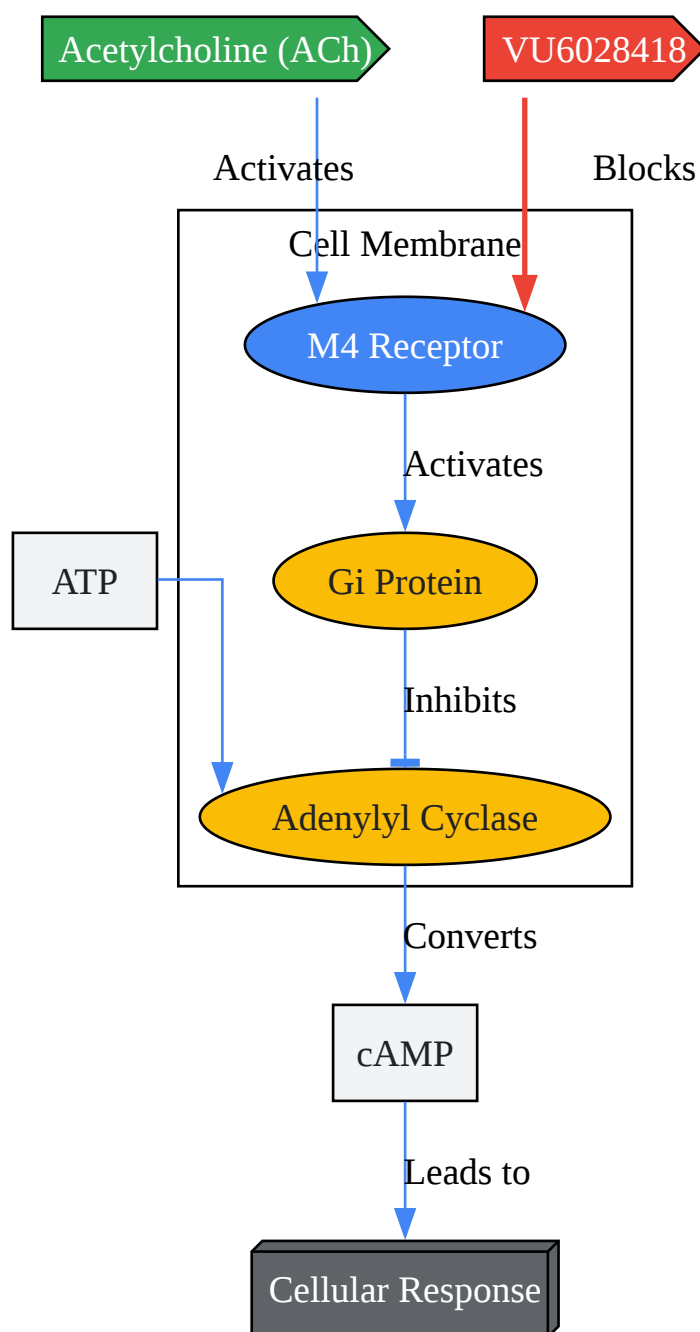 Acetylcholine (ACh)
VU6028418
Activates
Blocks
Cell Membrane
M4 Receptor
Activates
ATP
Gi Protein
Inhibits
Adenylyl Cyclase
Converts
cAMP
Leads to
Cellular Response